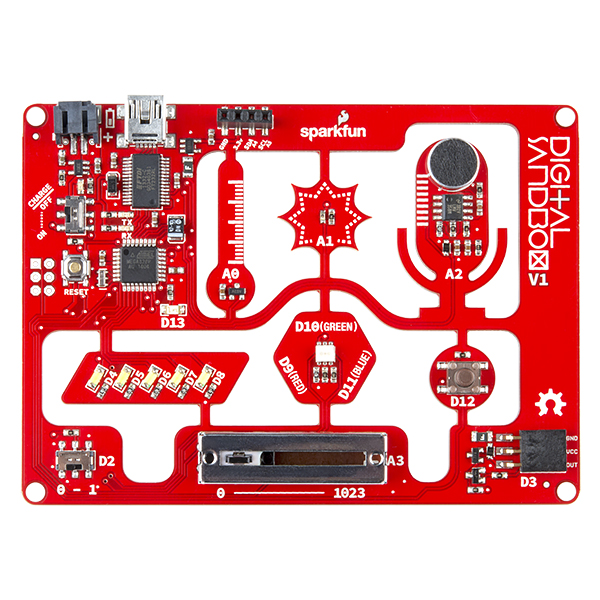 sparkfun
DIGITAL
SANDBOX
V1
CHARGE
OFF
ON
TX
RX
RESET
D13
A0
A1
A2
D10(GREEN)
D9(RED)
D11(BLUE)
D4
D5
D6
D7
D8
D12
D2
0 - 1
A3
0
1023
GND
VCC
OUT
D3